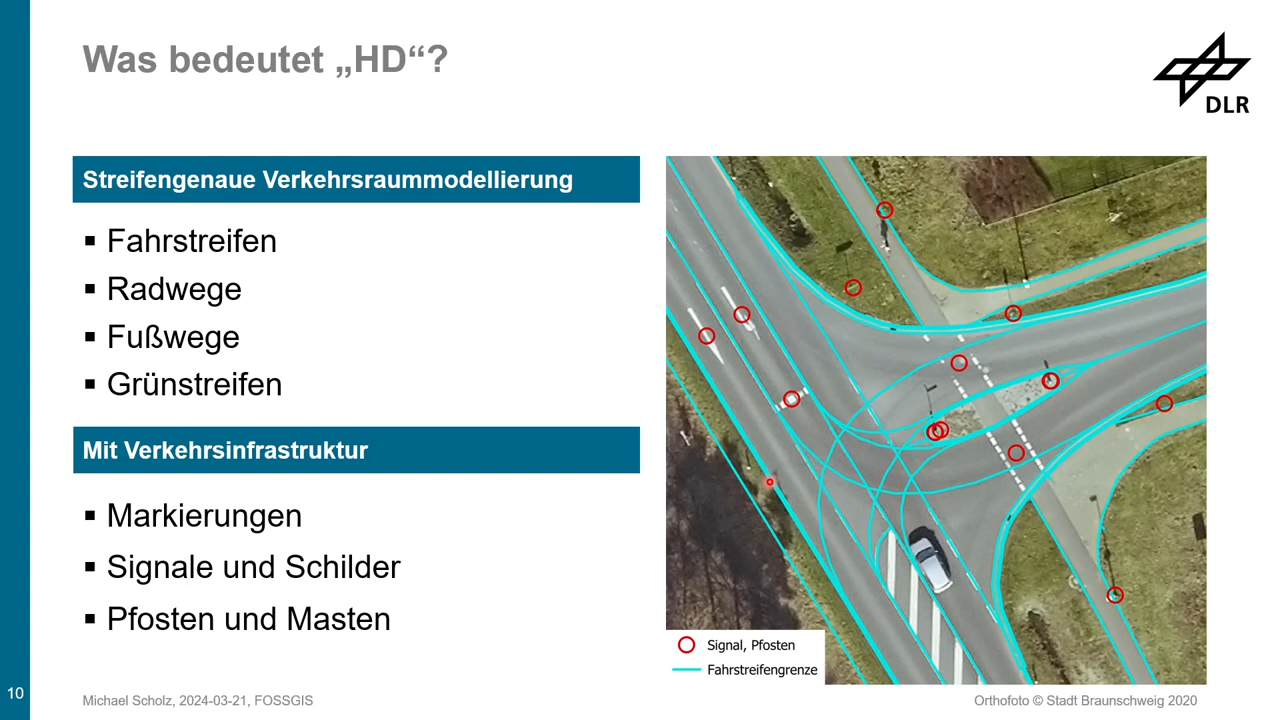 Was bedeutet „HD“?
DLR
Streifengenaue Verkehrsraummodellierung
▪ Fahrstreifen
▪ Radwege
▪ Fußwege
▪ Grünstreifen
Mit Verkehrsinfrastruktur
▪ Markierungen
▪ Signale und Schilder
▪ Pfosten und Masten
Signal, Pfosten
Fahrstreifengrenze
10
Michael Scholz, 2024-03-21, FOSSGIS
Orthofoto © Stadt Braunschweig 2020